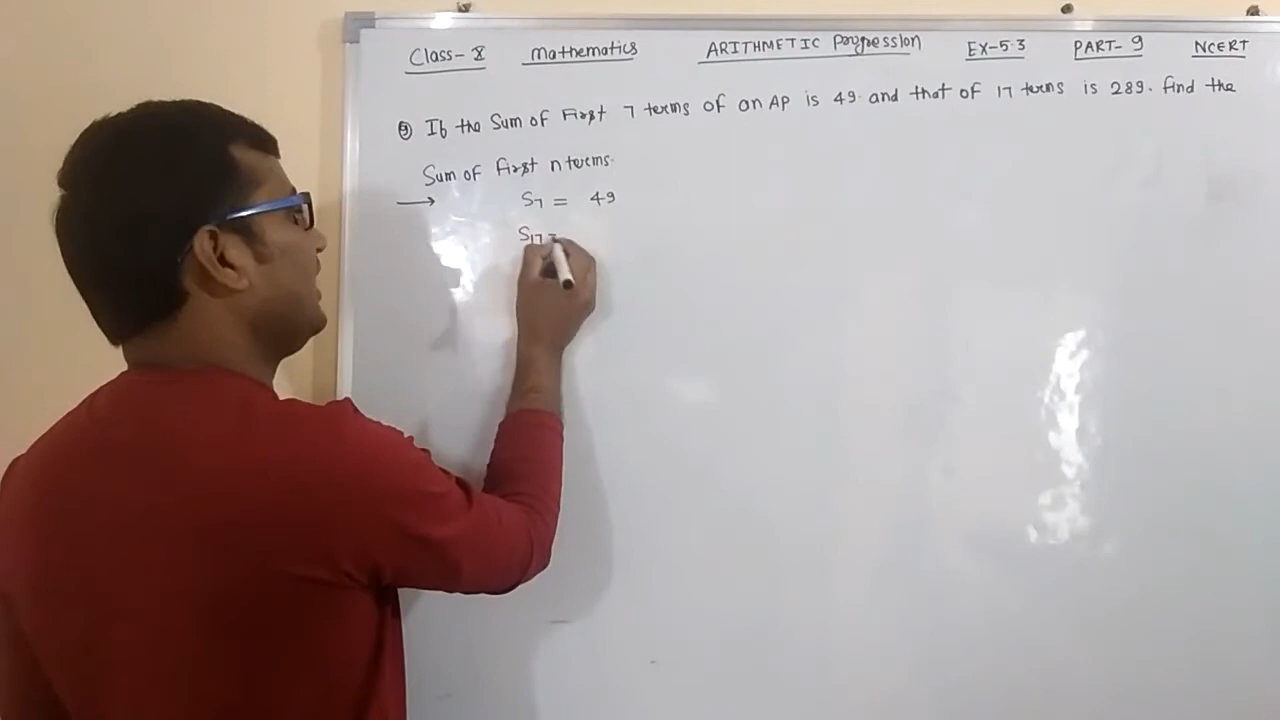 Class-X Mathematics ARITHMETIC Progression EX-5.3 PART-9 NCERT
⑨ If the Sum of First 7 terms of an AP is 49. and that of 17 terms is 289. find the
Sum of first n terms.
→ S₇ = 49
S₁₇ =